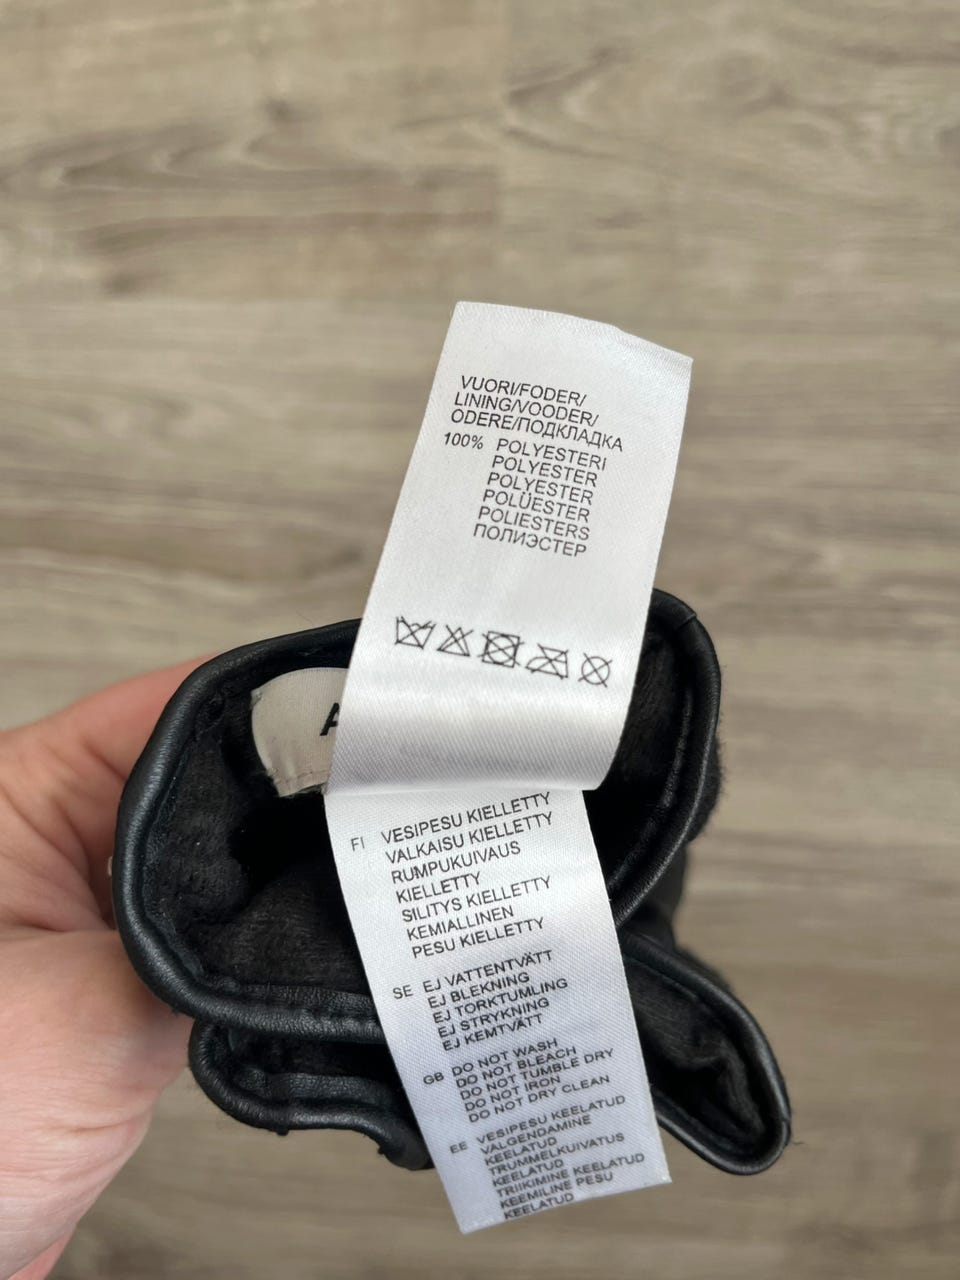 VUORI/FODER/
LINING/VOODER/
ODERE/ПОДКЛАДКА
100% POLYESTERI
POLYESTER
POLYESTER
POLÜESTER
POLIESTERS
ПОЛИЭСТЕР
A
FI VESIPESU KIELLETTY
VALKAISU KIELLETTY
RUMPUKUIVAUS
KIELLETTY
SILITYS KIELLETTY
KEMIALLINEN
PESU KIELLETTY
SE EJ VATTENTVÄTT
EJ BLEKNING
EJ TORKTUMLING
EJ STRYKNING
EJ KEMTVÄTT
GB DO NOT WASH
DO NOT BLEACH
DO NOT TUMBLE DRY
DO NOT IRON
DO NOT DRY CLEAN
EE VESIPESU KEELATUD
VALGENDAMINE
KEELATUD
TRUMMELKUIVATUS
KEELATUD
TRIIKIMINE KEELATUD
KEEMILINE PESU
KEELATUD